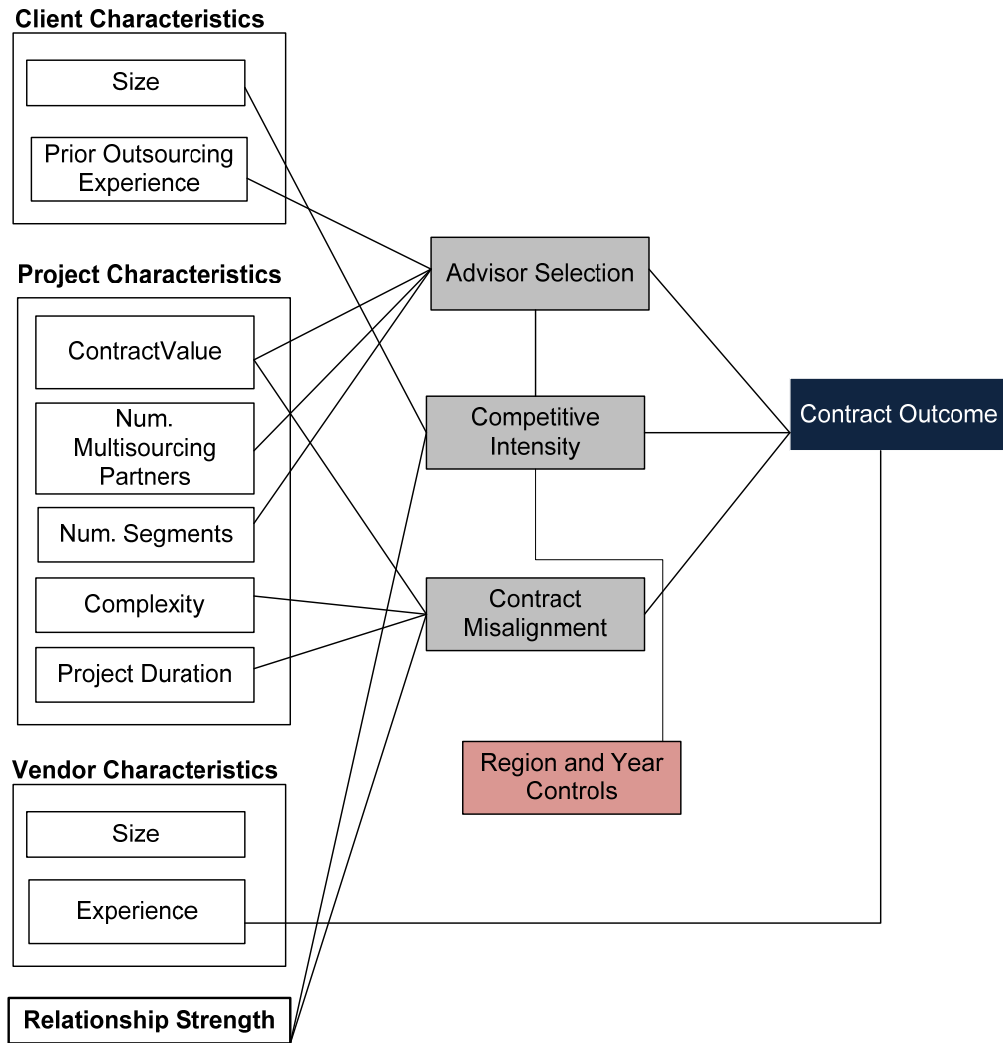 Client Characteristics
Size
Prior Outsourcing
Experience
Project Characteristics
ContractValue
Num.
Multisourcing
Partners
Num. Segments
Complexity
Project Duration
Vendor Characteristics
Size
Experience
Relationship Strength
Advisor Selection
Competitive
Intensity
Contract
Misalignment
Region and Year
Controls
Contract Outcome